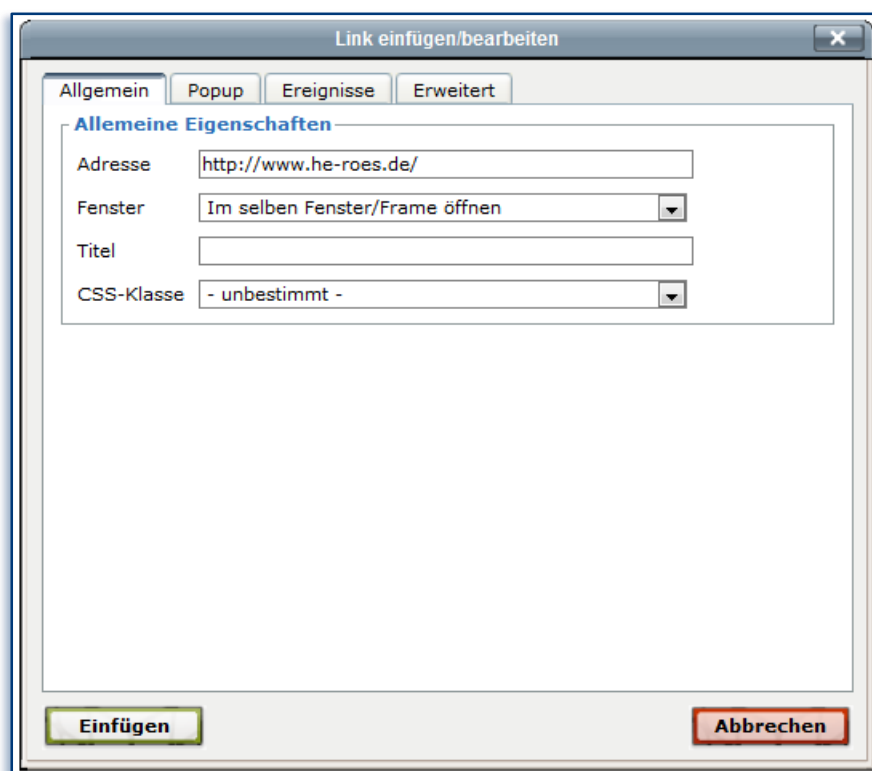 Link einfügen/bearbeiten
Allgemein Popup Ereignisse Erweitert
Allemeine Eigenschaften
Adresse http://www.he-roes.de/
Fenster Im selben Fenster/Frame öffnen
Titel
CSS-Klasse - unbestimmt -
Einfügen Abbrechen